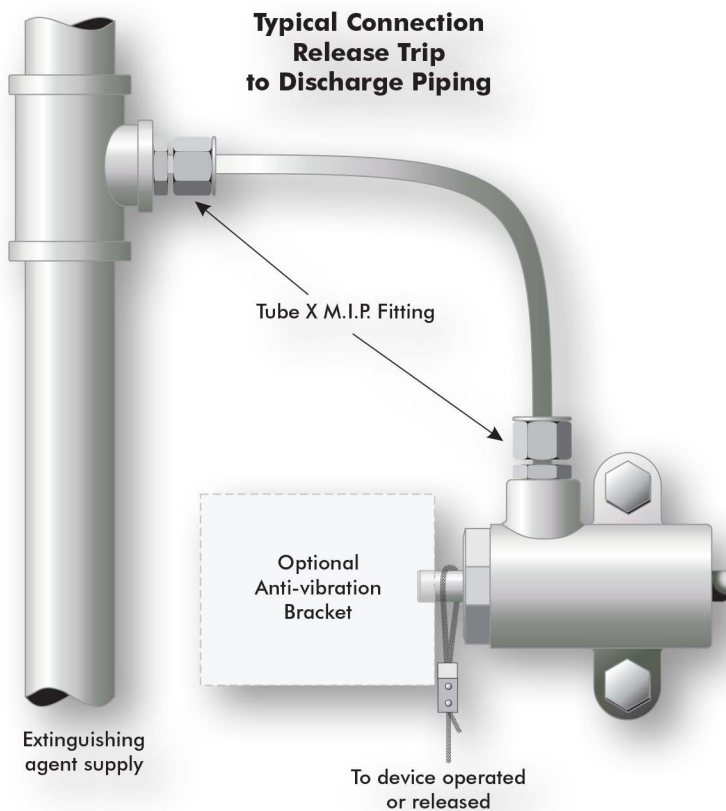 Typical Connection
Release Trip
to Discharge Piping
Tube X M.I.P. Fitting
Optional
Anti-vibration
Bracket
Extinguishing
agent supply
To device operated
or released